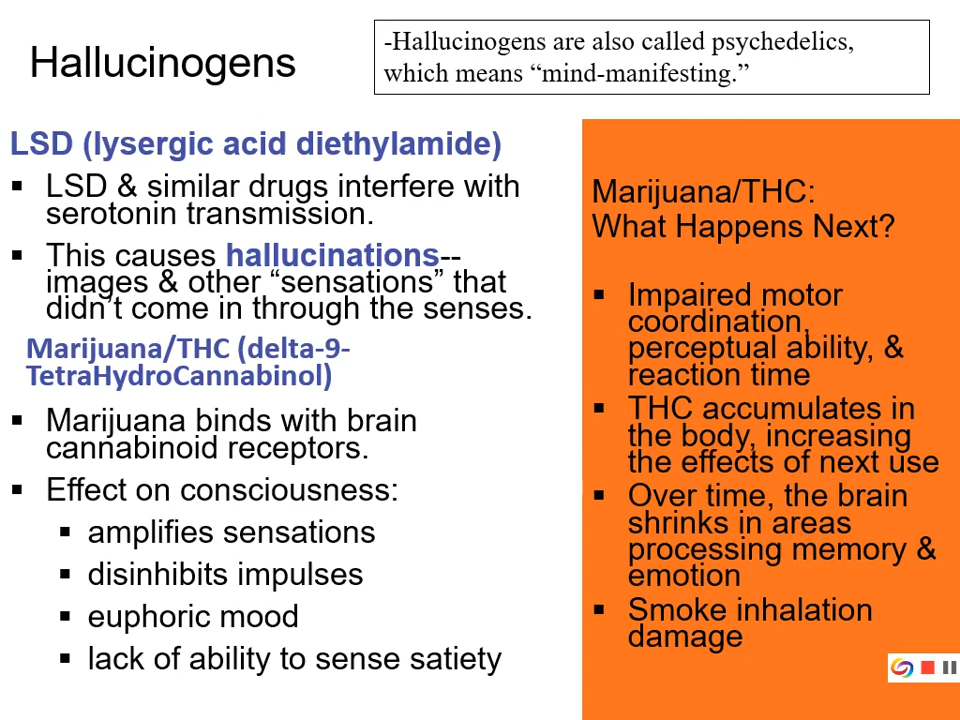 Hallucinogens
-Hallucinogens are also called psychedelics,
which means “mind-manifesting.”
LSD (lysergic acid diethylamide)
▪ LSD & similar drugs interfere with
serotonin transmission.
▪ This causes hallucinations--
images & other “sensations” that
didn’t come in through the senses.
Marijuana/THC (delta-9-
TetraHydroCannabinol)
▪ Marijuana binds with brain
cannabinoid receptors.
▪ Effect on consciousness:
▪ amplifies sensations
▪ disinhibits impulses
▪ euphoric mood
▪ lack of ability to sense satiety
Marijuana/THC:
What Happens Next?
▪ Impaired motor
coordination,
perceptual ability, &
reaction time
▪ THC accumulates in
the body, increasing
the effects of next use
▪ Over time, the brain
shrinks in areas
processing memory &
emotion
▪ Smoke inhalation
damage